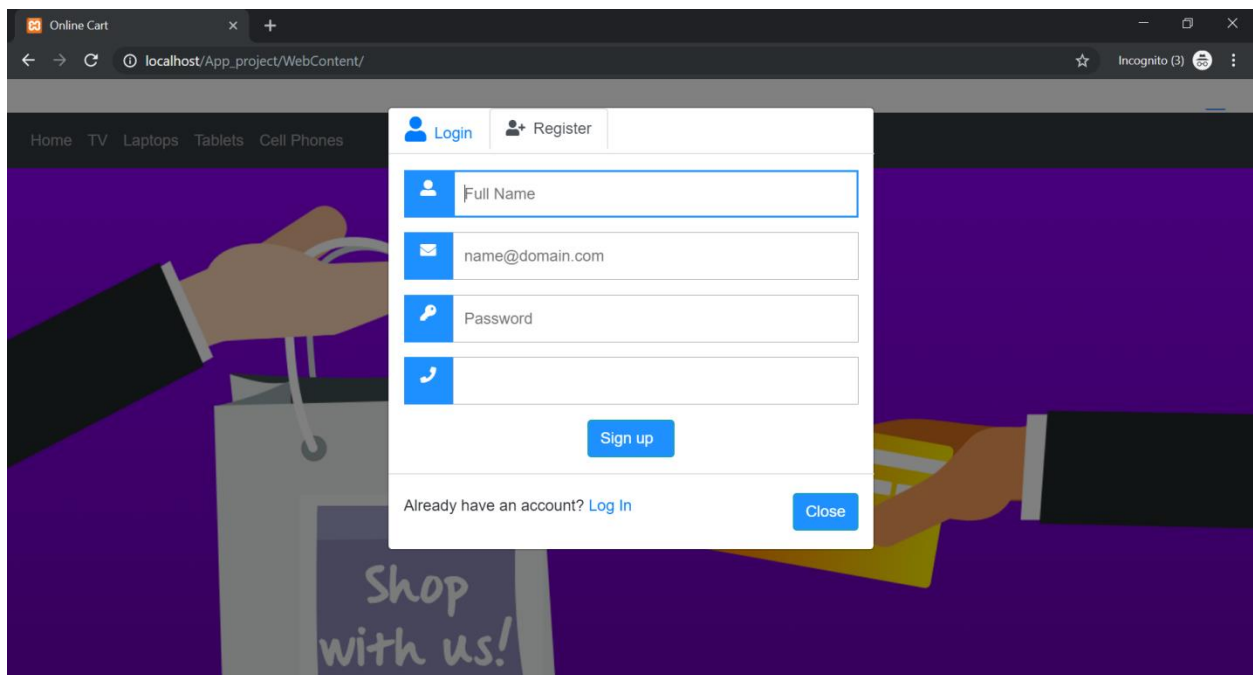 Online Cart
localhost/App_project/WebContent/
Incognito (3)
Home TV Laptops Tablets Cell Phones
Login Register
Full Name
name@domain.com
Password
Sign up
Already have an account? Log In
Close
Shop
with us!